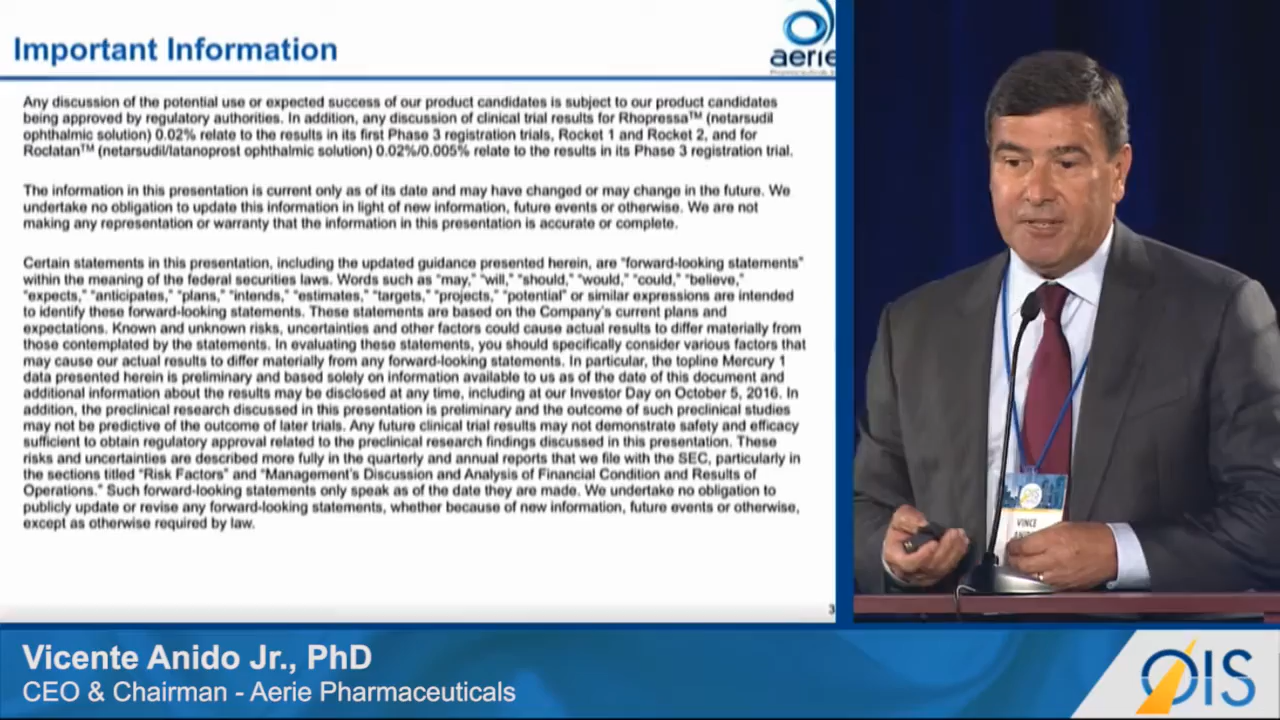 Important Information
aerie
Any discussion of the potential use or expected success of our product candidates is subject to our product candidates
being approved by regulatory authorities. In addition, any discussion of clinical trial results for Rhopressa™ (netarsudil
ophthalmic solution) 0.02% relate to the results in its first Phase 3 registration trials, Rocket 1 and Rocket 2, and for
Roclatan™ (netarsudil/latanoprost ophthalmic solution) 0.02%/0.005% relate to the results in its Phase 3 registration trial.
The information in this presentation is current only as of its date and may have changed or may change in the future. We
undertake no obligation to update this information in light of new information, future events or otherwise. We are not
making any representation or warranty that the information in this presentation is accurate or complete.
Certain statements in this presentation, including the updated guidance presented herein, are "forward-looking statements"
within the meaning of the federal securities laws. Words such as "may," "will," "should," "would," "could," "believe,"
"expects," "anticipates," "plans," "intends," "estimates," "targets," "projects," "potential" or similar expressions are intended
to identify these forward-looking statements. These statements are based on the Company's current plans and
expectations. Known and unknown risks, uncertainties and other factors could cause actual results to differ materially from
those contemplated by the statements. In evaluating these statements, you should specifically consider various factors that
may cause our actual results to differ materially from any forward-looking statements. In particular, the topline Mercury 1
data presented herein is preliminary and based solely on information available to us as of the date of this document and
additional information about the results may be disclosed at any time, including at our Investor Day on October 5, 2016. In
addition, the preclinical research discussed in this presentation is preliminary and the outcome of such preclinical studies
may not be predictive of the outcome of later trials. Any future clinical trial results may not demonstrate safety and efficacy
sufficient to obtain regulatory approval related to the preclinical research findings discussed in this presentation. These
risks and uncertainties are described more fully in the quarterly and annual reports that we file with the SEC, particularly in
the sections titled "Risk Factors" and "Management's Discussion and Analysis of Financial Condition and Results of
Operations." Such forward-looking statements only speak as of the date they are made. We undertake no obligation to
publicly update or revise any forward-looking statements, whether because of new information, future events or otherwise,
except as otherwise required by law.
3
OIS
VINCE
Vicente Anido Jr., PhD
CEO & Chairman - Aerie Pharmaceuticals
OIS